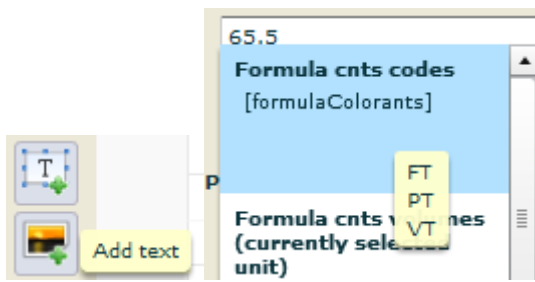 65.5
Formula cnts codes
[formulaColorants]
T
P
FT
PT
VT
Formula cnts volumes
(currently selected
unit)
Add text